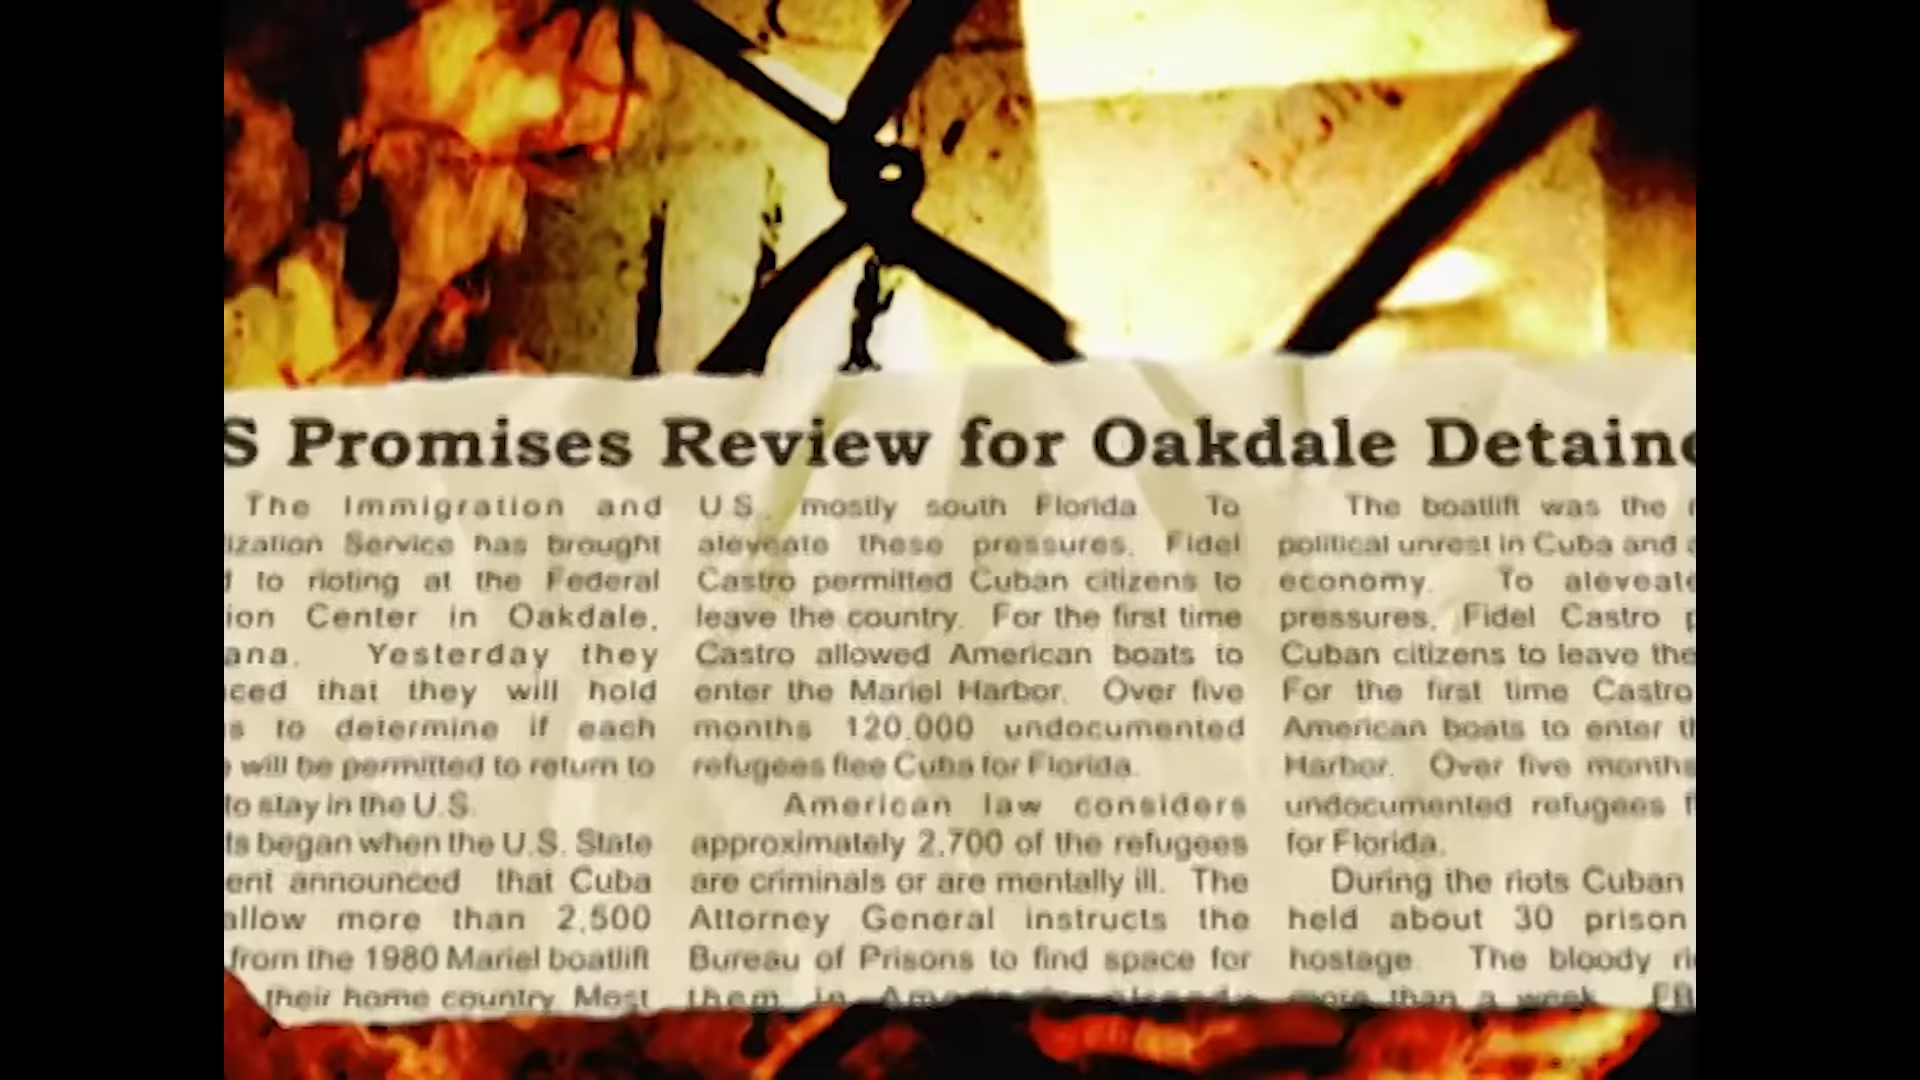 S Promises Review for Oakdale Detaine
The Immigration and
ization Service has brought
to rioting at the Federal
ion Center in Oakdale,
ana. Yesterday they
ced that they will hold
s to determine if each
will be permitted to return to
to stay in the U.S.
ts began when the U.S. State
ent announced that Cuba
allow more than 2,500
from the 1980 Mariel boatlift
their home country. Most
U.S., mostly south Florida. To
aleveate these pressures, Fidel
Castro permitted Cuban citizens to
leave the country. For the first time
Castro allowed American boats to
enter the Mariel Harbor. Over five
months 120,000 undocumented
refugees flee Cuba for Florida.
American law considers
approximately 2,700 of the refugees
are criminals or are mentally ill. The
Attorney General instructs the
Bureau of Prisons to find space for
them in
The boatlift was the
political unrest in Cuba and
economy. To aleveate
pressures, Fidel Castro p
Cuban citizens to leave the
For the first time Castro
American boats to enter th
Harbor. Over five months
undocumented refugees f
for Florida.
During the riots Cuban
held about 30 prison
hostage. The bloody ri
more than a week. FB